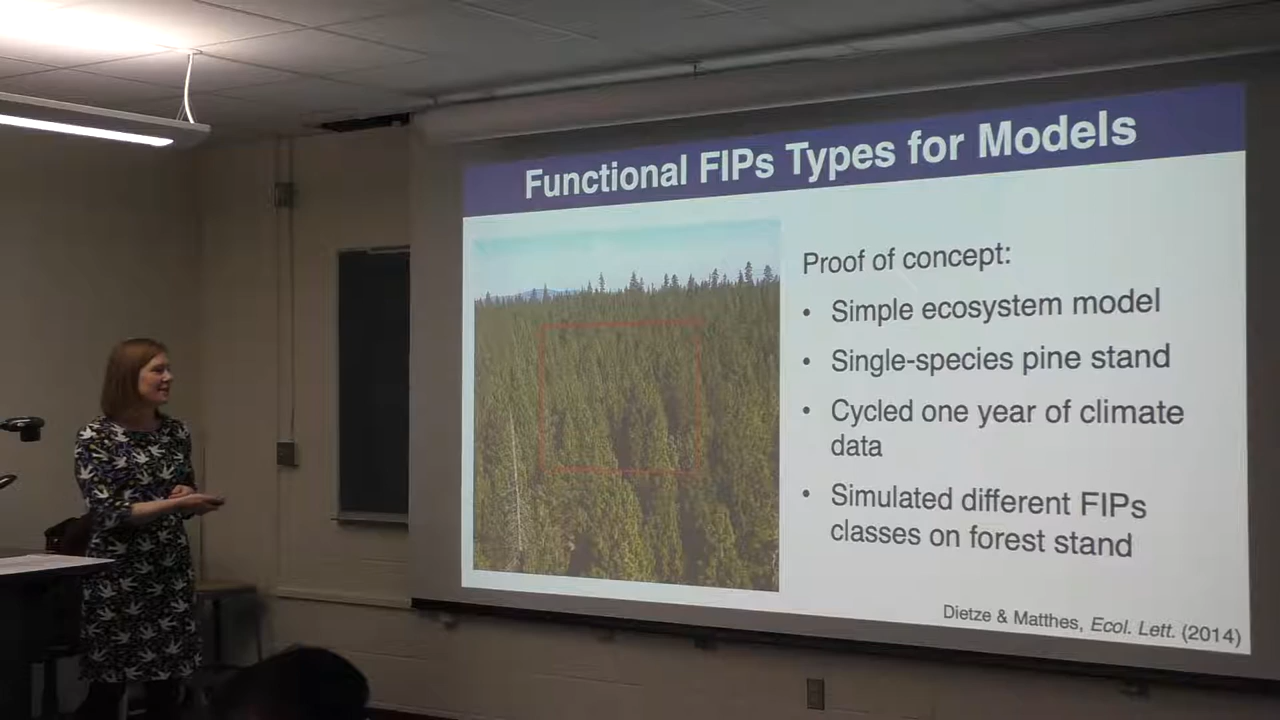 Functional FIPs Types for Models
Proof of concept:
• Simple ecosystem model
• Single-species pine stand
• Cycled one year of climate
data
• Simulated different FIPs
classes on forest stand
Dietze & Matthes, Ecol. Lett. (2014)